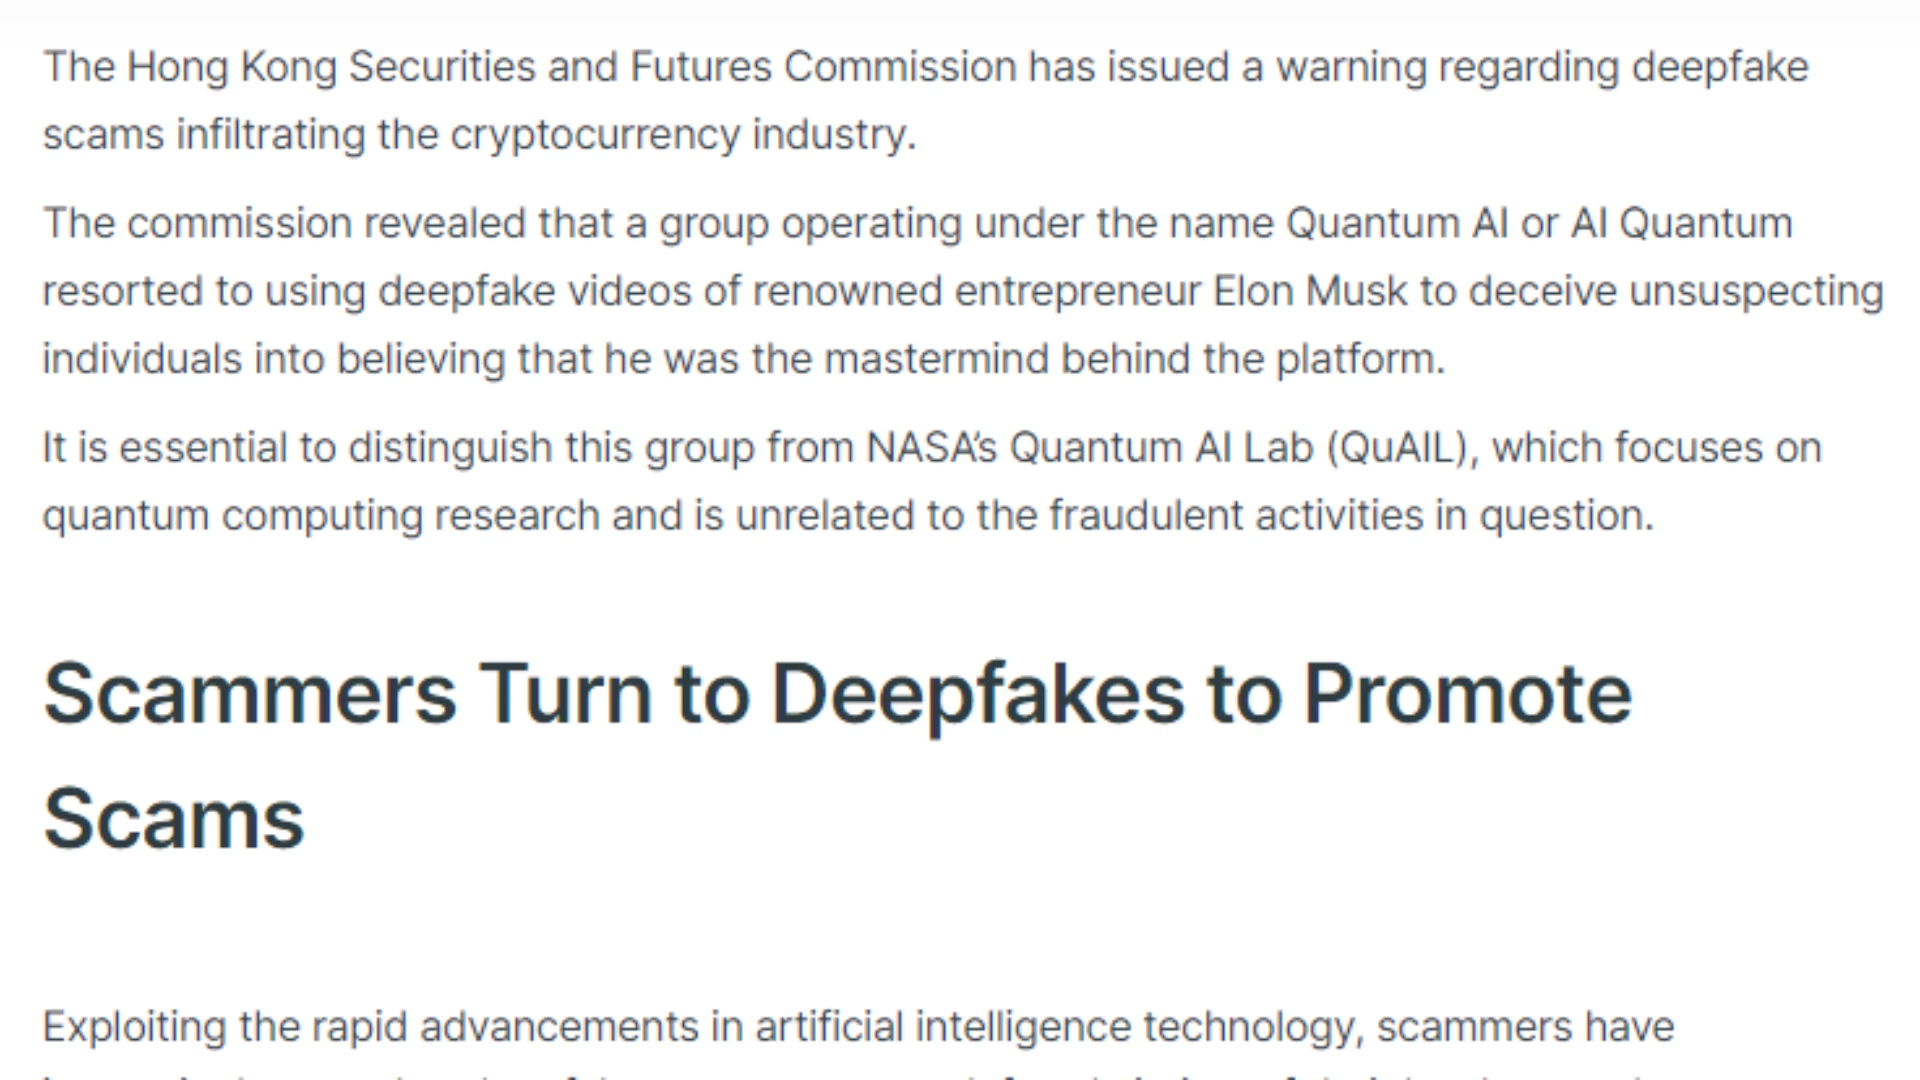 The Hong Kong Securities and Futures Commission has issued a warning regarding deepfake
scams infiltrating the cryptocurrency industry.
The commission revealed that a group operating under the name Quantum AI or AI Quantum
resorted to using deepfake videos of renowned entrepreneur Elon Musk to deceive unsuspecting
individuals into believing that he was the mastermind behind the platform.
It is essential to distinguish this group from NASA’s Quantum AI Lab (QuAIL), which focuses on
quantum computing research and is unrelated to the fraudulent activities in question.
Scammers Turn to Deepfakes to Promote
Scams
Exploiting the rapid advancements in artificial intelligence technology, scammers have